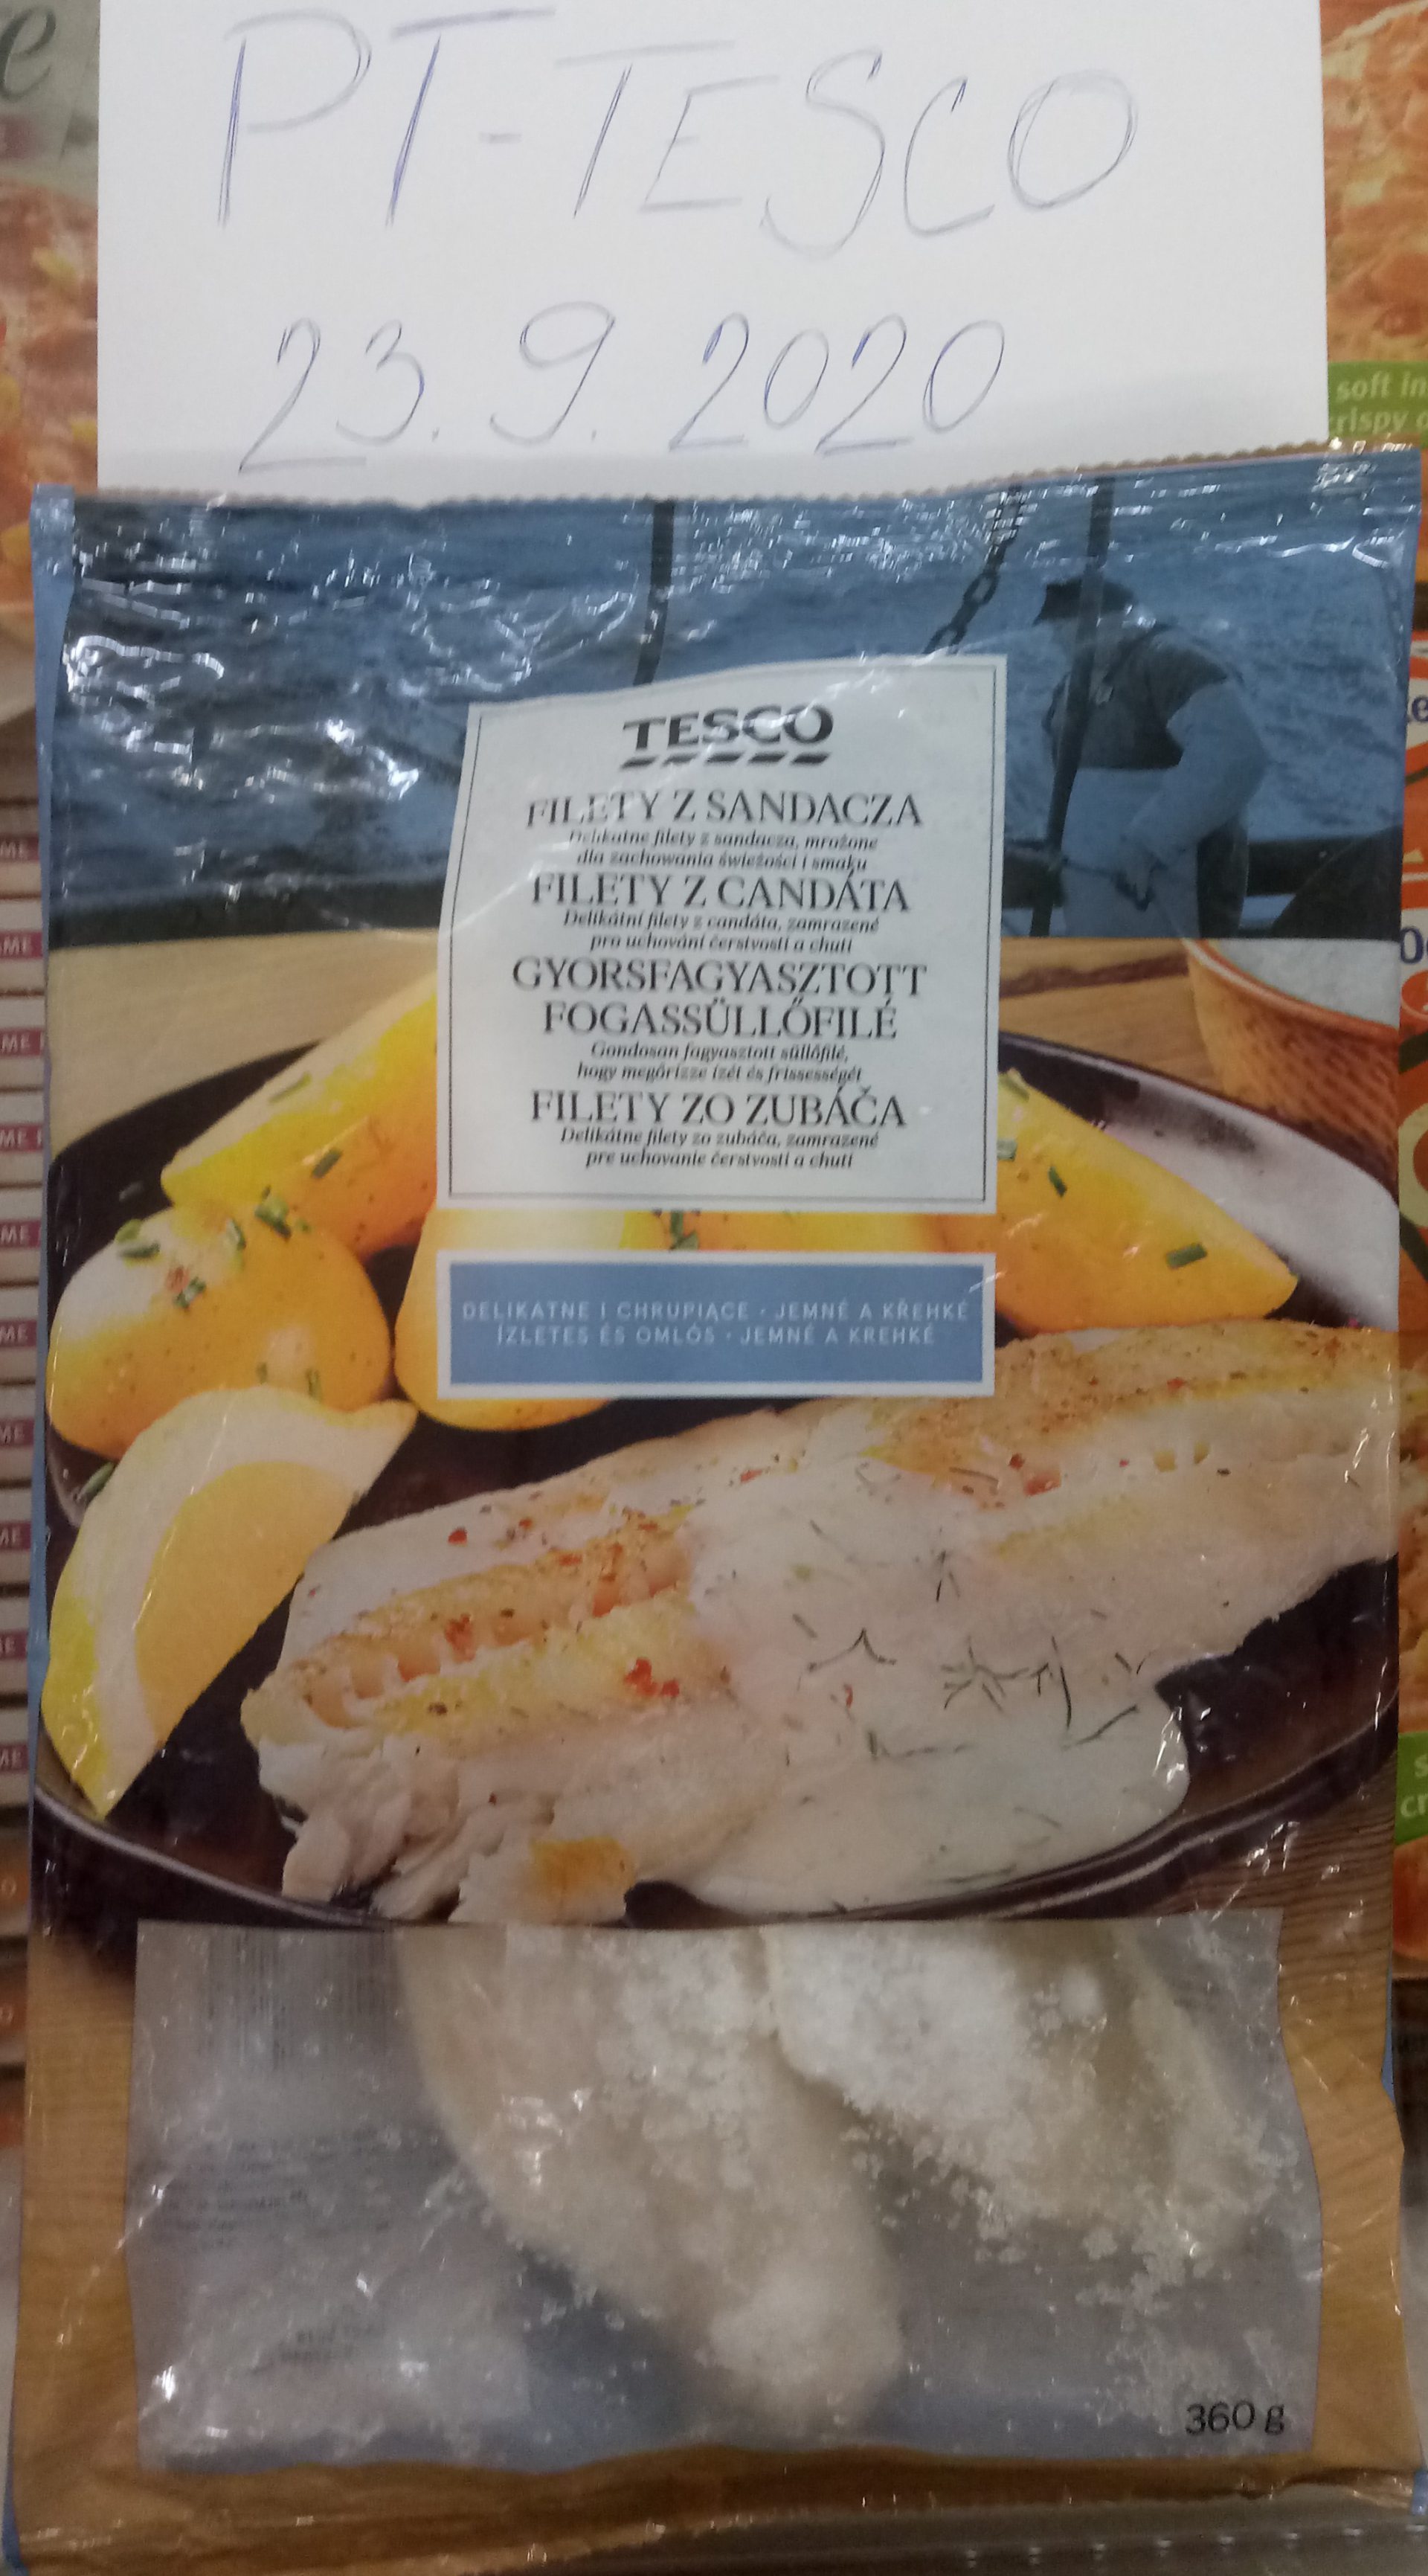 PT-TESCO
23. 9. 2020
soft in
crispy
TESCO
FILETY Z SANDACZA
Delikatne filety z sandacza, mrożone
dla zachowania świeżości i smaku
FILETY Z CANDÁTA
Delikátní filety z candáta, zamrazené
pro uchování čerstvosti a chuti
GYORSFAGYASZTOTT
FOGASSÜLLŐFILÉ
Gondosan fagyasztott süllőfilé,
hogy megőrizze ízét és frissességét
FILETY ZO ZUBÁČA
Delikátne filety zo zubáča, zamrazené
pre uchovanie čerstvosti a chuti
DELIKATNE I CHRUPIĄCE · JEMNÉ A KŘEHKÉ
ÍZLETES ÉS OMLÓS · JEMNÉ A KREHKÉ
360 g